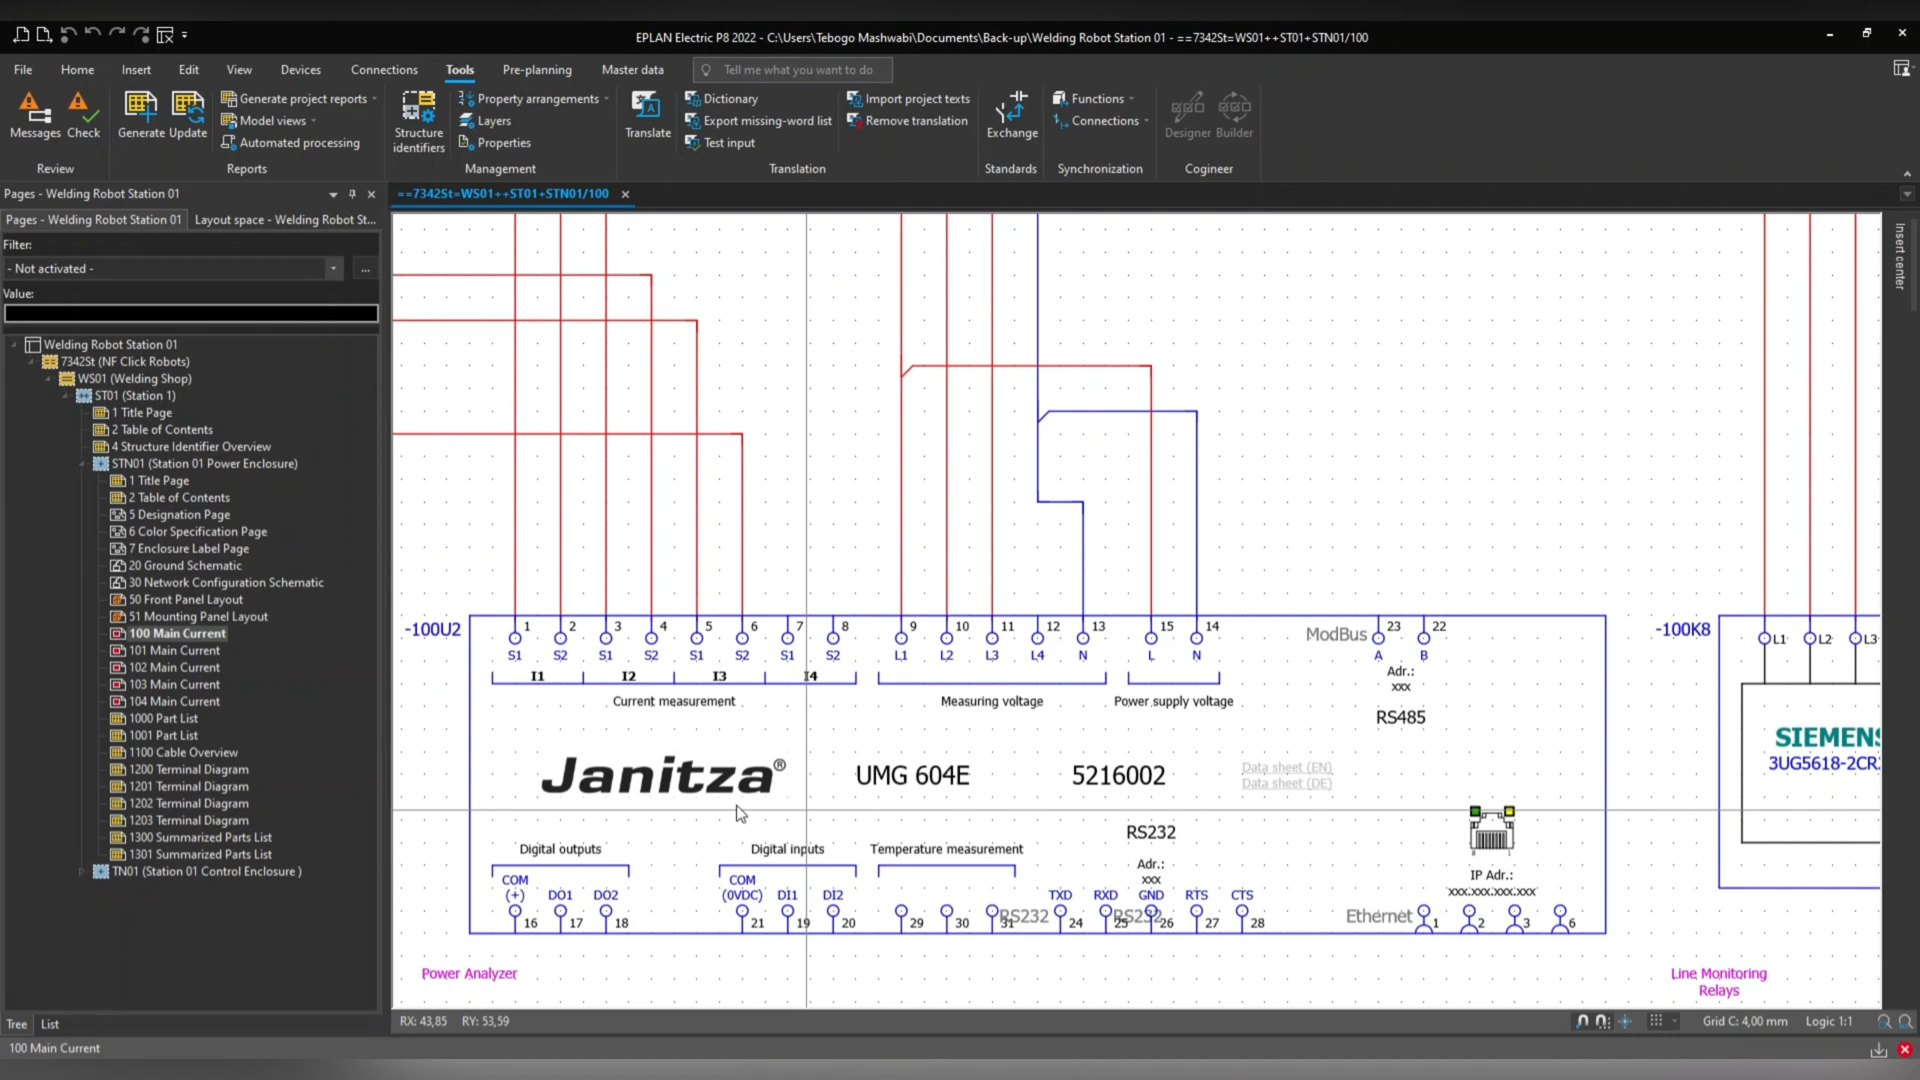 EPLAN Electric P8 2022 - C:\Users\Tebogo Mashwabi\Documents\Back-up\Welding Robot Station 01 - ==7342St=WS01++ST01+STN01/100
File Home Insert Edit View Devices Connections Tools Pre-planning Master data Tell me what you want to do
Messages Check
Review
Generate Update
Generate project reports
Model views
Automated processing
Reports
Structure identifiers
Property arrangements
Layers
Properties
Management
Translate
Dictionary
Export missing-word list
Test input
Import project texts
Remove translation
Translation
Exchange
Standards
Functions
Connections
Synchronization
Designer Builder
Cogineer
Pages - Welding Robot Station 01
==7342St=WS01++ST01+STN01/100
Pages - Welding Robot Station 01 Layout space - Welding Robot St...
Filter:
- Not activated -
...
Value:
Welding Robot Station 01
7342St (NF Click Robots)
WS01 (Welding Shop)
ST01 (Station 1)
1 Title Page
2 Table of Contents
4 Structure Identifier Overview
STN01 (Station 01 Power Enclosure)
1 Title Page
2 Table of Contents
5 Designation Page
6 Color Specification Page
7 Enclosure Label Page
20 Ground Schematic
30 Network Configuration Schematic
50 Front Panel Layout
51 Mounting Panel Layout
100 Main Current
101 Main Current
102 Main Current
103 Main Current
104 Main Current
1000 Part List
1001 Part List
1100 Cable Overview
1200 Terminal Diagram
1201 Terminal Diagram
1202 Terminal Diagram
1203 Terminal Diagram
1300 Summarized Parts List
1301 Summarized Parts List
TN01 (Station 01 Control Enclosure )
Tree List
100 Main Current
Insert center
-100U2
1 2 3 4 5 6 7 8 9 10 11 12 13 15 14 23 22
S1 S2 S1 S2 S1 S2 S1 S2 L1 L2 L3 L4 N L N ModBus A B
I1 I2 I3 I4
Current measurement Measuring voltage Power supply voltage
Adr.:
xxx
RS485
Janitza® UMG 604E 5216002
Data sheet (EN)
Data sheet (DE)
RS232
Adr.:
xxx
IP Adr.:
xxx.xxx.xxx.xxx
Digital outputs Digital inputs Temperature measurement
COM (+) DO1 DO2 COM (0VDC) DI1 DI2 TXD RXD GND RTS CTS
16 17 18 21 19 20 29 30 31 RS232 24 25 RS232 26 27 28 Ethernet 1 2 3 6
Power Analyzer
-100K8
L1 L2 L3
SIEMENS
3UG5618-2CR
Line Monitoring
Relays
RX: 43,85 RY: 53,59
Grid C: 4,00 mm Logic 1:1